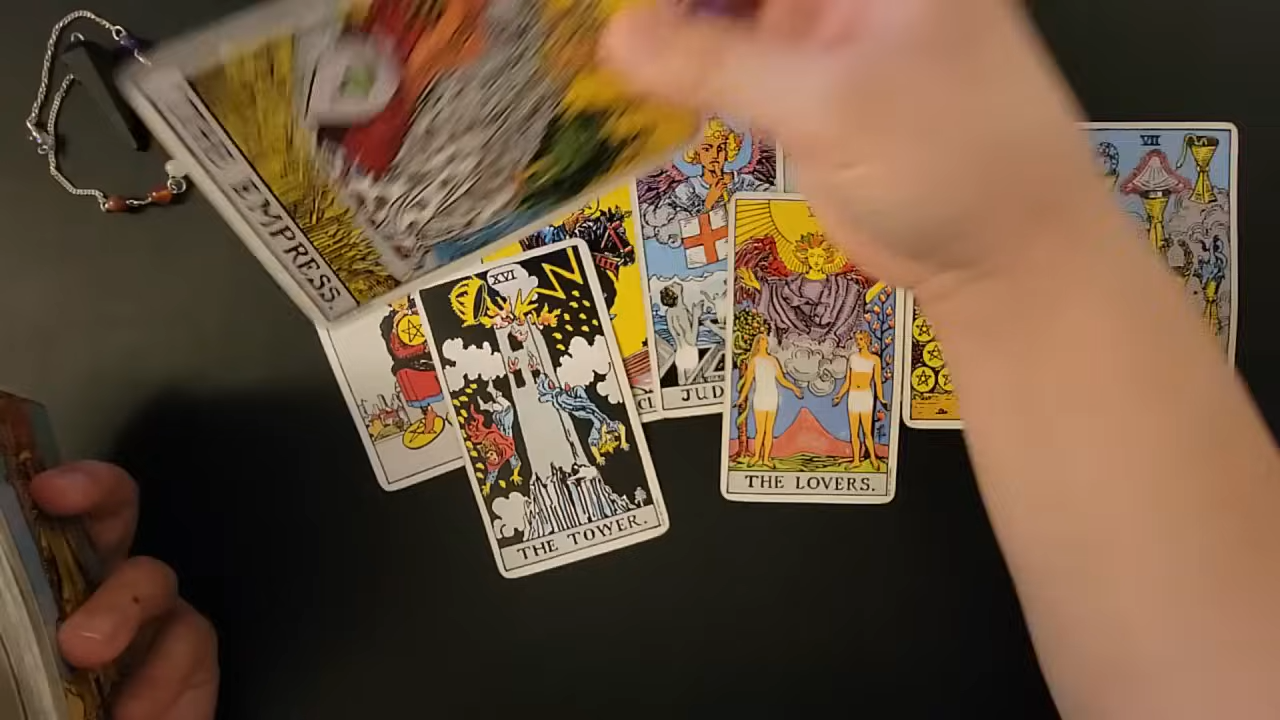 EMPRESS.
XVI
THE TOWER.
JUD
THE LOVERS.
VII